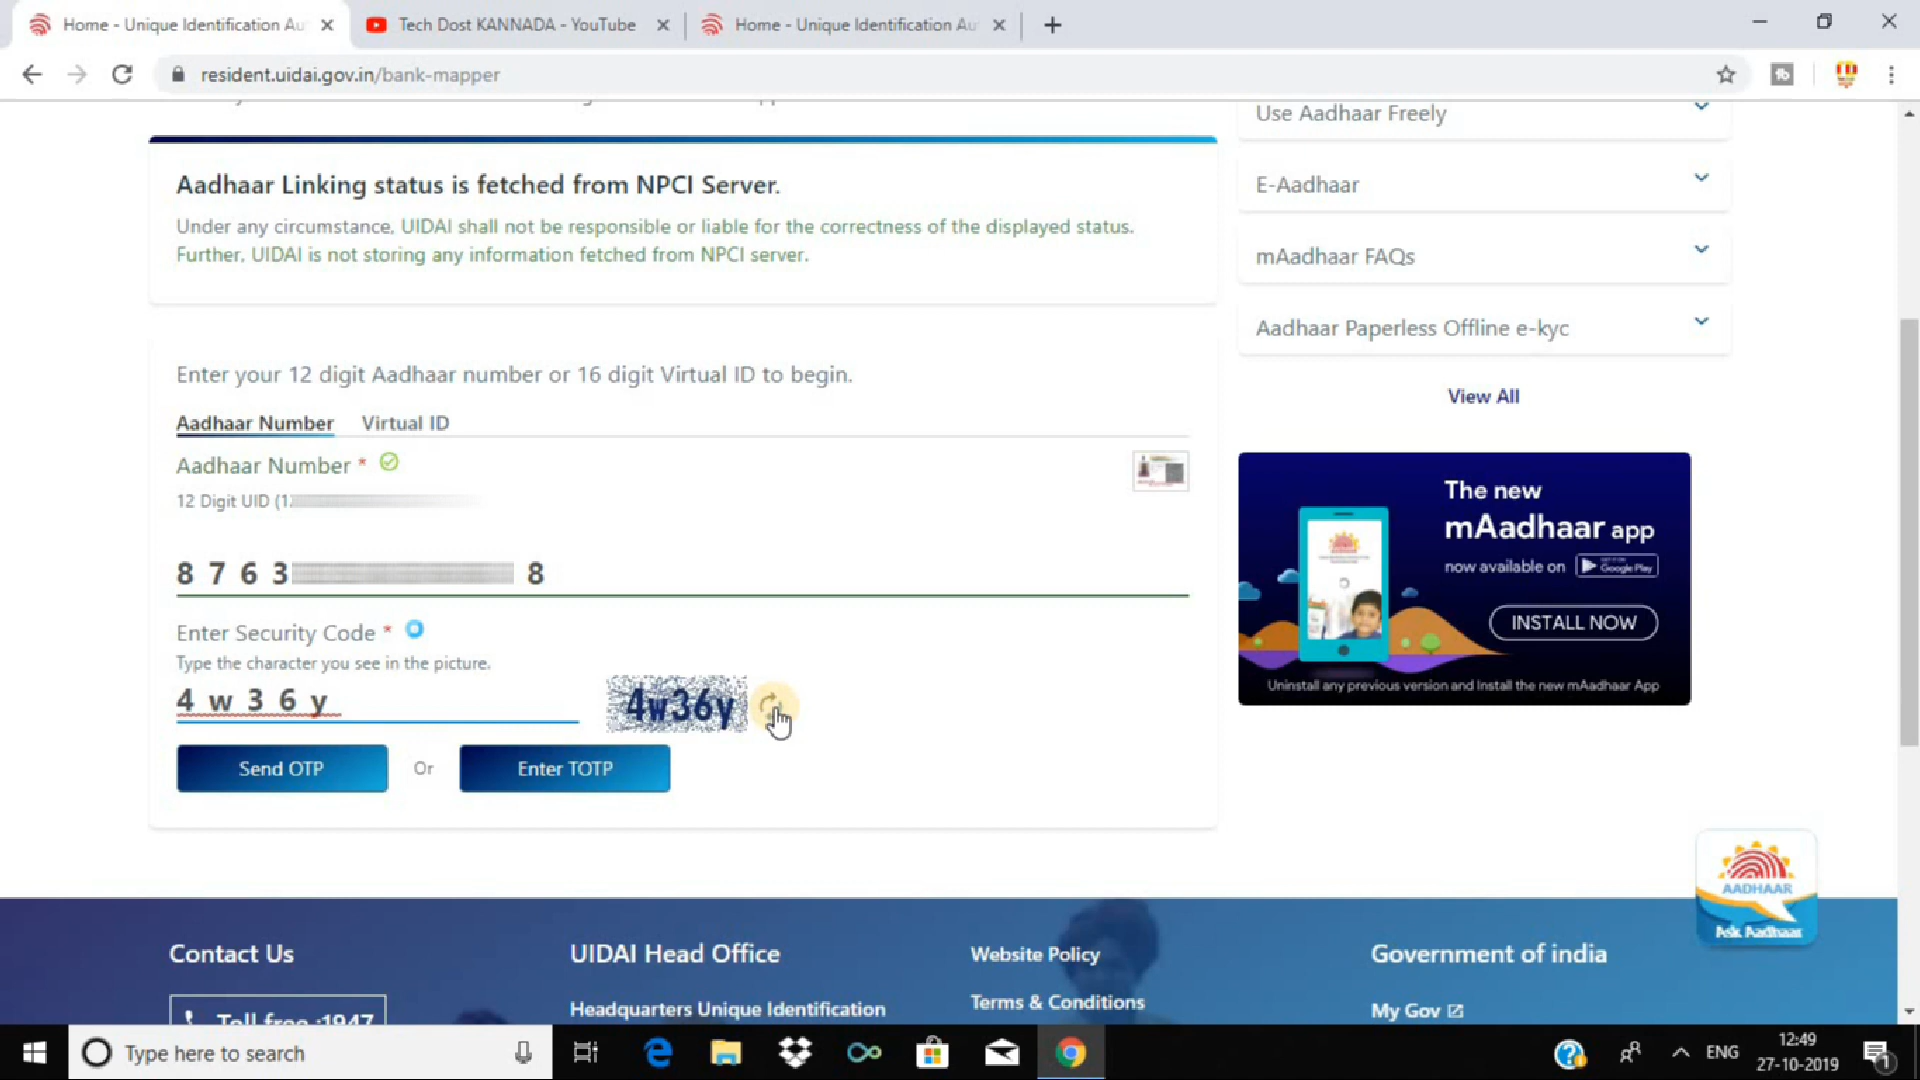 Home - Unique Identification Au
Tech Dost KANNADA - YouTube
Home - Unique Identification Au
resident.uidai.gov.in/bank-mapper
Aadhaar Linking status is fetched from NPCI Server.
Under any circumstance, UIDAI shall not be responsible or liable for the correctness of the displayed status.
Further, UIDAI is not storing any information fetched from NPCI server.
Enter your 12 digit Aadhaar number or 16 digit Virtual ID to begin.
Aadhaar Number Virtual ID
Aadhaar Number *
12 Digit UID (1
8 7 6 3 8
Enter Security Code *
Type the character you see in the picture.
4 w 3 6 y
4w36y
Send OTP Or Enter TOTP
Use Aadhaar Freely
E-Aadhaar
mAadhaar FAQs
Aadhaar Paperless Offline e-kyc
View All
The new
mAadhaar app
now available on Google Play
INSTALL NOW
Uninstall any previous version and Install the new mAadhaar App
AADHAAR
Ask Aadhaar
Contact Us
Toll free :1947
UIDAI Head Office
Headquarters Unique Identification
Website Policy
Terms & Conditions
Government of india
My Gov
Type here to search
ENG
12:49
27-10-2019
1